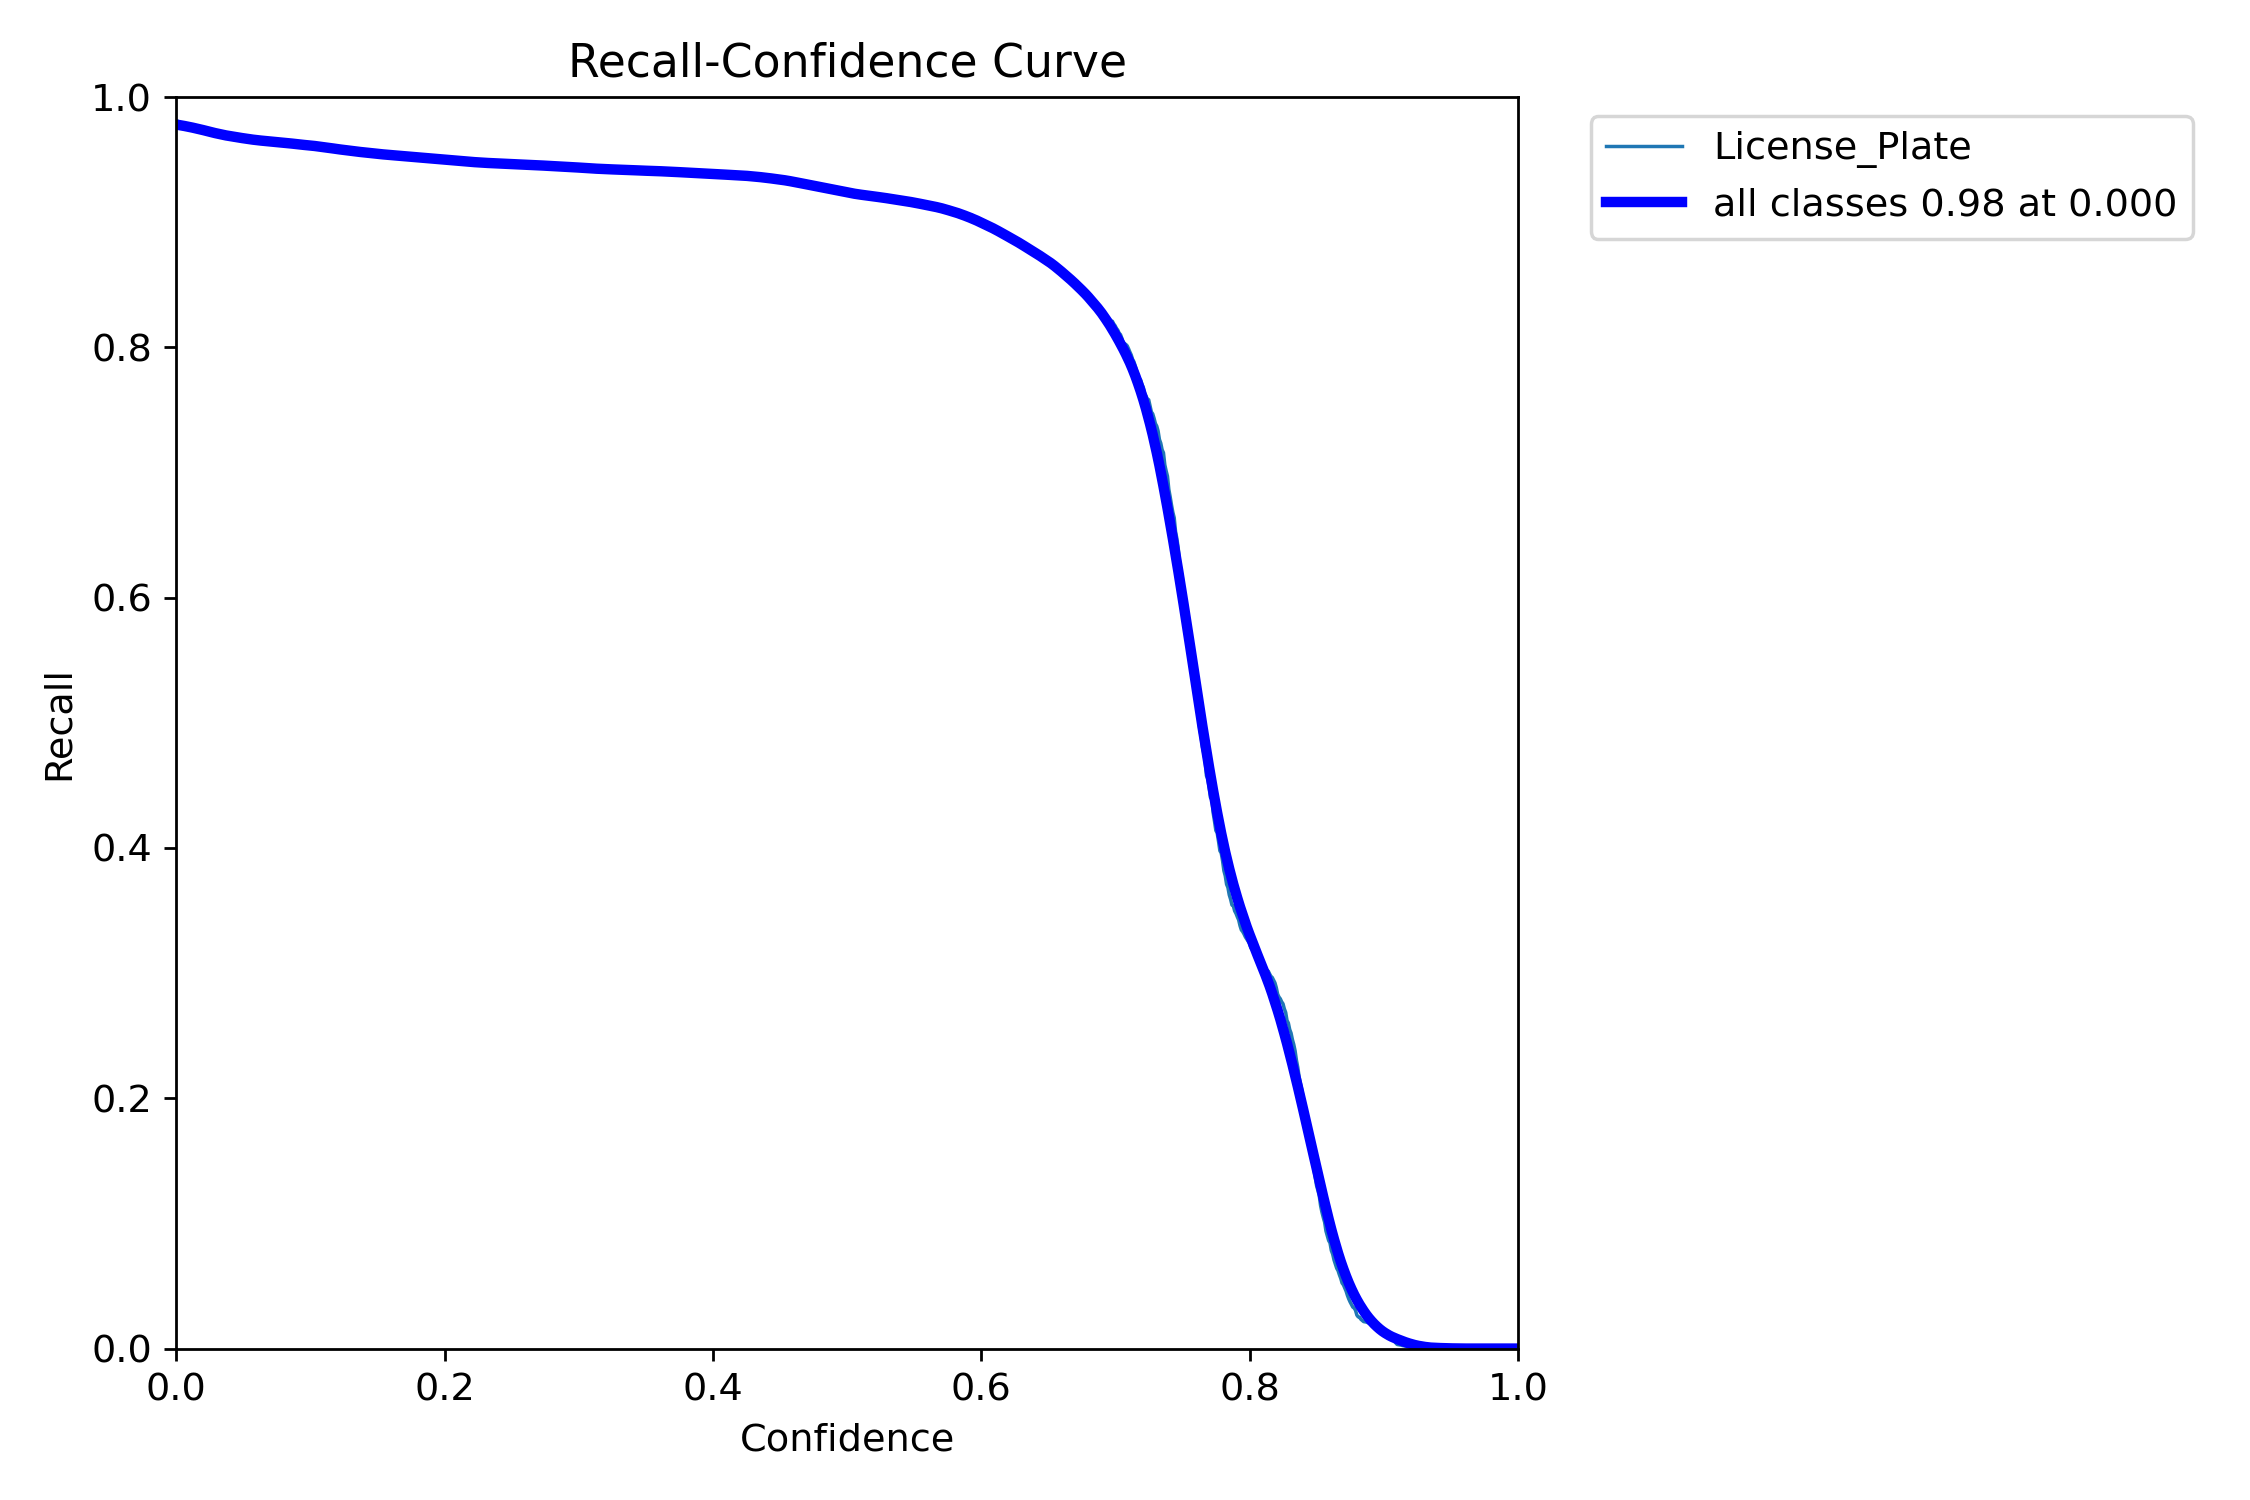 Recall-Confidence Curve
1.0
0.8
0.6
0.4
0.2
0.0
Recall
0.0 0.2 0.4 0.6 0.8 1.0
Confidence
License_Plate
all classes 0.98 at 0.000